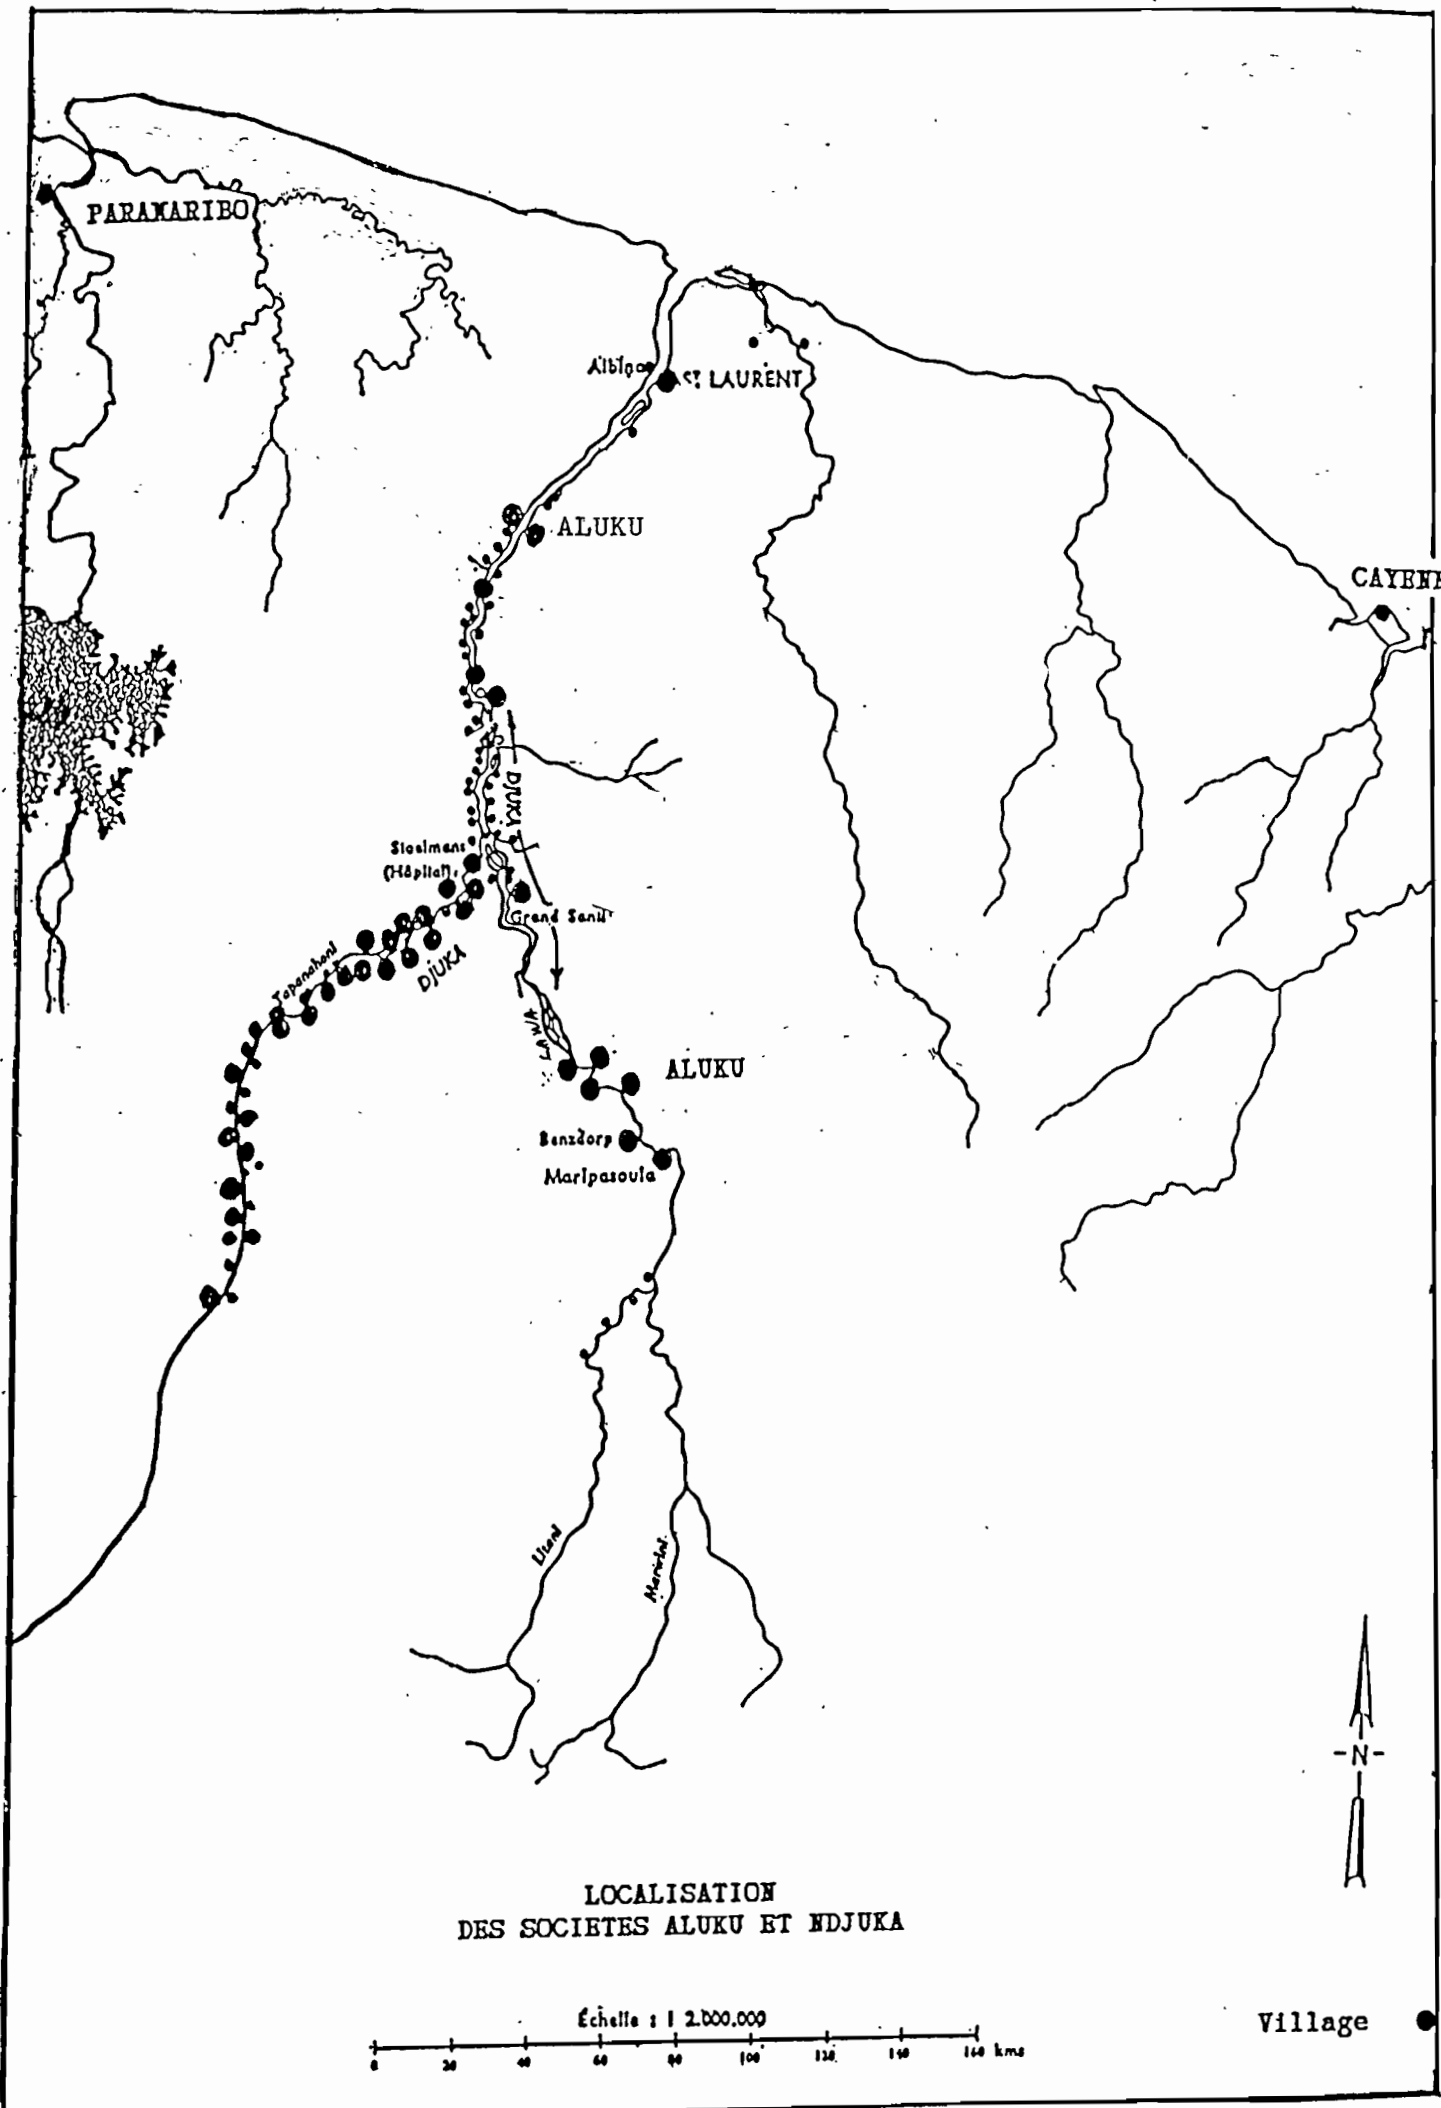 PARAMARIBO
Albina
ST LAURENT
ALUKU
CAYENE
DJUKA
Stoelmans
(Hôpital)
Grand Santi
Tapanahoni
DJUKA
LAWA
ALUKU
Benzdorp
Maripasoula
Litani
Marwini
-N-
LOCALISATION
DES SOCIETES ALUKU ET NDJUKA
Échelle : 1 2.000.000
0 20 40 60 80 100 120 140 160 kms
Village